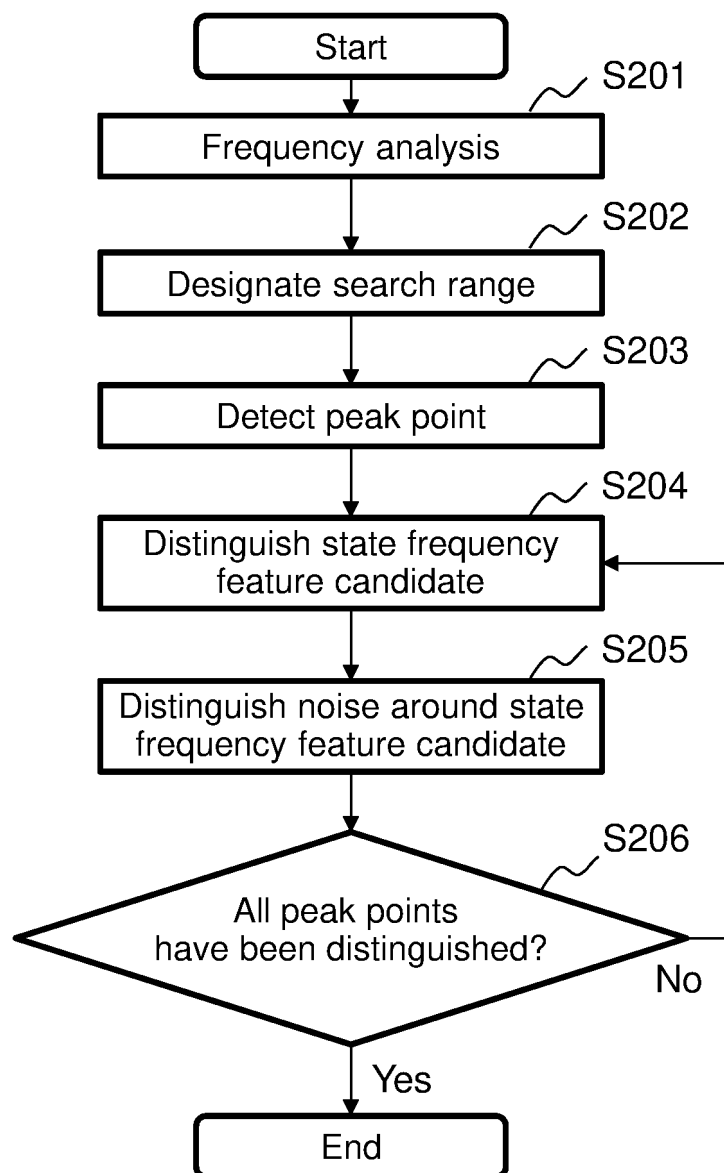 Start
S201
Frequency analysis
S202
Designate search range
S203
Detect peak point
S204
Distinguish state frequency
feature candidate
S205
Distinguish noise around state
frequency feature candidate
S206
All peak points
have been distinguished?
No
Yes
End